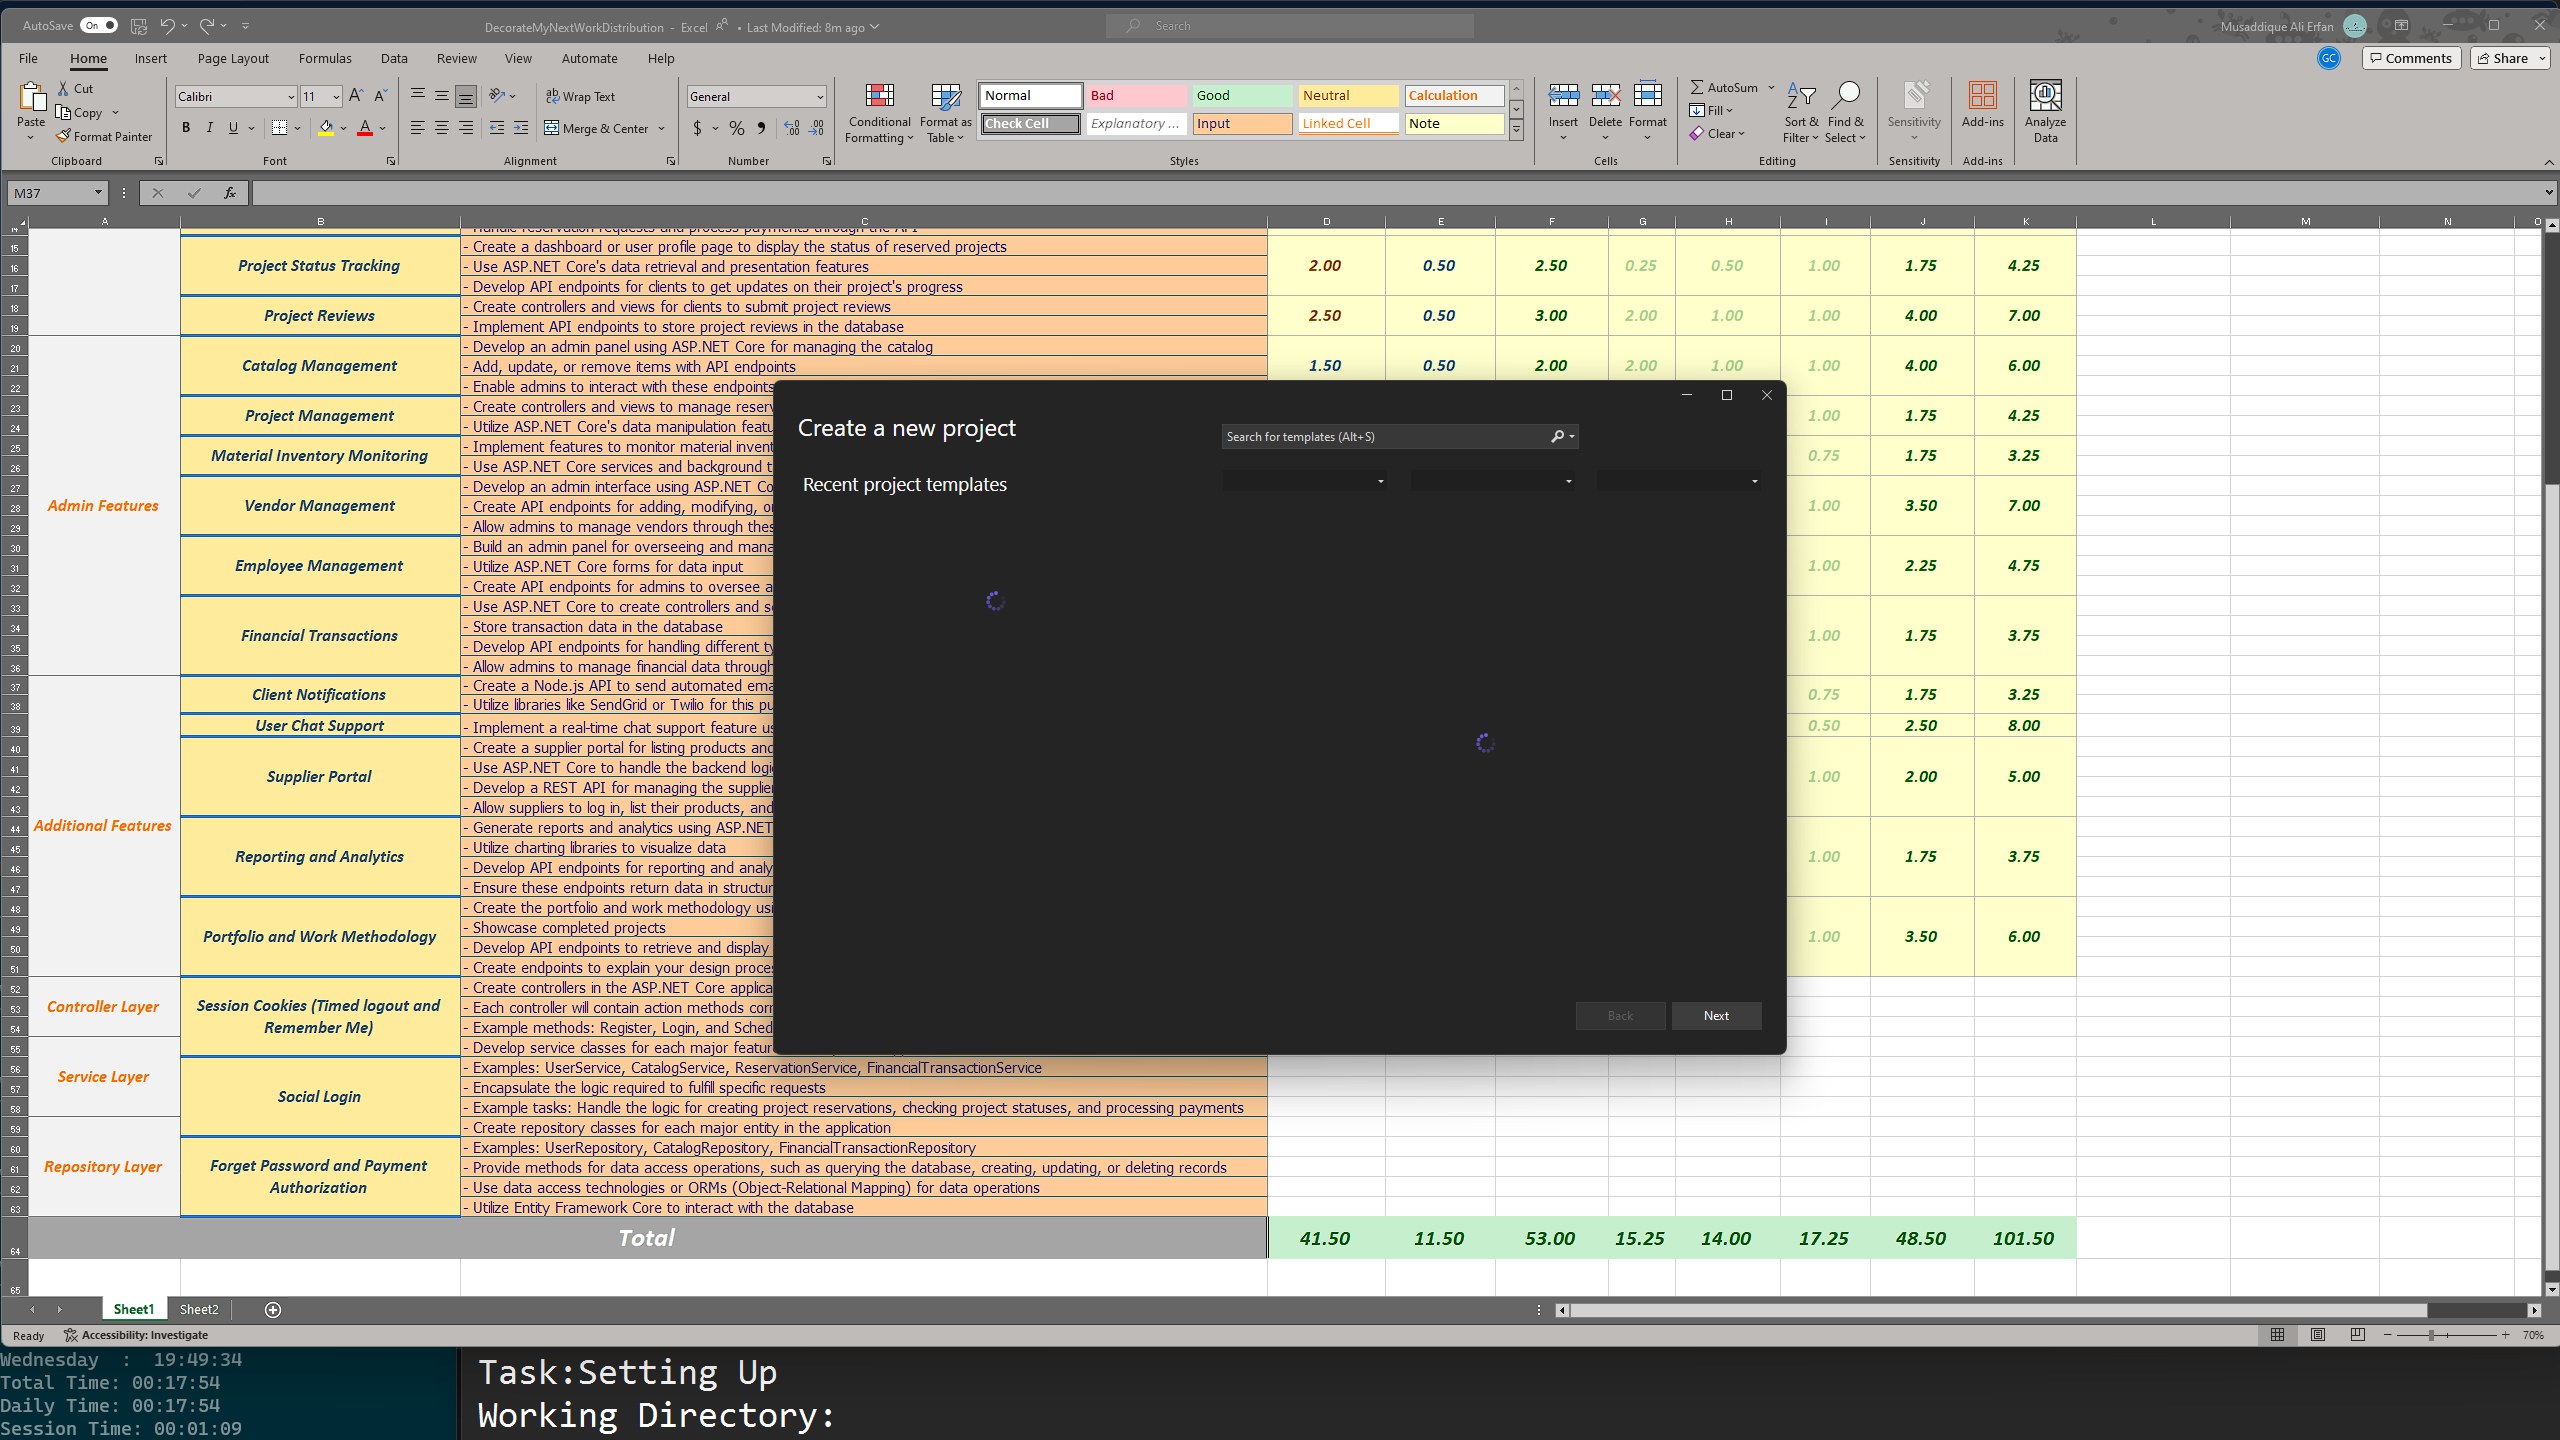 AutoSave On DecorateMyNextWorkDistribution - Excel • Last Modified: 8m ago Search Musaddique Ali Erfan
File Home Insert Page Layout Formulas Data Review View Automate Help GC Comments Share
Paste Cut Copy Format Painter Clipboard
Calibri 11 B I U Font
Wrap Text Merge & Center Alignment
General $ % Number
Conditional Formatting Format as Table
Normal Bad Good Neutral Calculation
Check Cell Explanatory ... Input Linked Cell Note
Styles
Insert Delete Format Cells
AutoSum Fill Clear Sort & Filter Find & Select Editing
Sensitivity Sensitivity
Add-ins Add-ins
Analyze Data
M37 fx
A B C D E F G H I J K L M N O
14 - Handle reservation requests and process payments through the API
15 - Create a dashboard or user profile page to display the status of reserved projects
16 Project Status Tracking - Use ASP.NET Core's data retrieval and presentation features 2.00 0.50 2.50 0.25 0.50 1.00 1.75 4.25
17 - Develop API endpoints for clients to get updates on their project's progress
18 - Create controllers and views for clients to submit project reviews
Project Reviews 2.50 0.50 3.00 2.00 1.00 1.00 4.00 7.00
19 - Implement API endpoints to store project reviews in the database
20 - Develop an admin panel using ASP.NET Core for managing the catalog
21 Catalog Management - Add, update, or remove items with API endpoints 1.50 0.50 2.00 2.00 1.00 1.00 4.00 6.00
22 - Enable admins to interact with these endpoints
23 - Create controllers and views to manage reserv
Project Management 1.00 1.75 4.25
24 - Utilize ASP.NET Core's data manipulation featu
25 - Implement features to monitor material invent
Material Inventory Monitoring 0.75 1.75 3.25
26 - Use ASP.NET Core services and background t
27 - Develop an admin interface using ASP.NET Co
28 Admin Features Vendor Management - Create API endpoints for adding, modifying, or 1.00 3.50 7.00
29 - Allow admins to manage vendors through thes
30 - Build an admin panel for overseeing and mana
31 Employee Management - Utilize ASP.NET Core forms for data input 1.00 2.25 4.75
32 - Create API endpoints for admins to oversee a
33 - Use ASP.NET Core to create controllers and se
34 - Store transaction data in the database
Financial Transactions 1.00 1.75 3.75
35 - Develop API endpoints for handling different ty
36 - Allow admins to manage financial data through
37 - Create a Node.js API to send automated ema
Client Notifications 0.75 1.75 3.25
38 - Utilize libraries like SendGrid or Twilio for this pu
39 User Chat Support - Implement a real-time chat support feature us 0.50 2.50 8.00
40 - Create a supplier portal for listing products and
41 - Use ASP.NET Core to handle the backend logi
Supplier Portal 1.00 2.00 5.00
42 - Develop a REST API for managing the supplier
43 - Allow suppliers to log in, list their products, and
44 Additional Features - Generate reports and analytics using ASP.NET
45 - Utilize charting libraries to visualize data
Reporting and Analytics 1.00 1.75 3.75
46 - Develop API endpoints for reporting and analy
47 - Ensure these endpoints return data in structur
48 - Create the portfolio and work methodology usi
49 - Showcase completed projects
Portfolio and Work Methodology 1.00 3.50 6.00
50 - Develop API endpoints to retrieve and display
51 - Create endpoints to explain your design proces
52 - Create controllers in the ASP.NET Core applica
53 Controller Layer Session Cookies (Timed logout and Remember Me) - Each controller will contain action methods corr
54 - Example methods: Register, Login, and Sched
55 - Develop service classes for each major featur
56 Service Layer - Examples: UserService, CatalogService, ReservationService, FinancialTransactionService
57 Social Login - Encapsulate the logic required to fulfill specific requests
58 - Example tasks: Handle the logic for creating project reservations, checking project statuses, and processing payments
59 - Create repository classes for each major entity in the application
60 - Examples: UserRepository, CatalogRepository, FinancialTransactionRepository
61 Repository Layer Forget Password and Payment Authorization - Provide methods for data access operations, such as querying the database, creating, updating, or deleting records
62 - Use data access technologies or ORMs (Object-Relational Mapping) for data operations
63 - Utilize Entity Framework Core to interact with the database
64 Total 41.50 11.50 53.00 15.25 14.00 17.25 48.50 101.50
65
Create a new project
Search for templates (Alt+S)
Recent project templates
Back Next
Sheet1 Sheet2
Ready Accessibility: Investigate 70%
Wednesday : 19:49:34
Total Time: 00:17:54
Daily Time: 00:17:54
Session Time: 00:01:09
Task:Setting Up
Working Directory: